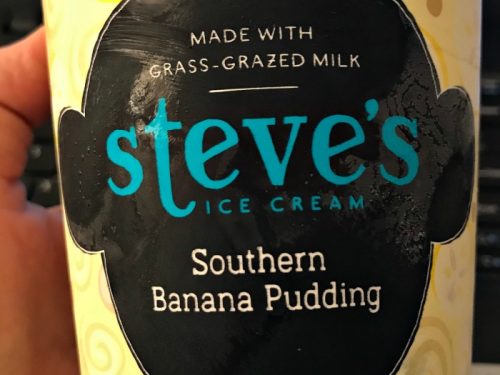 MADE WITH
GRASS-GRAZED MILK
steve's
ICE CREAM
Southern
Banana Pudding